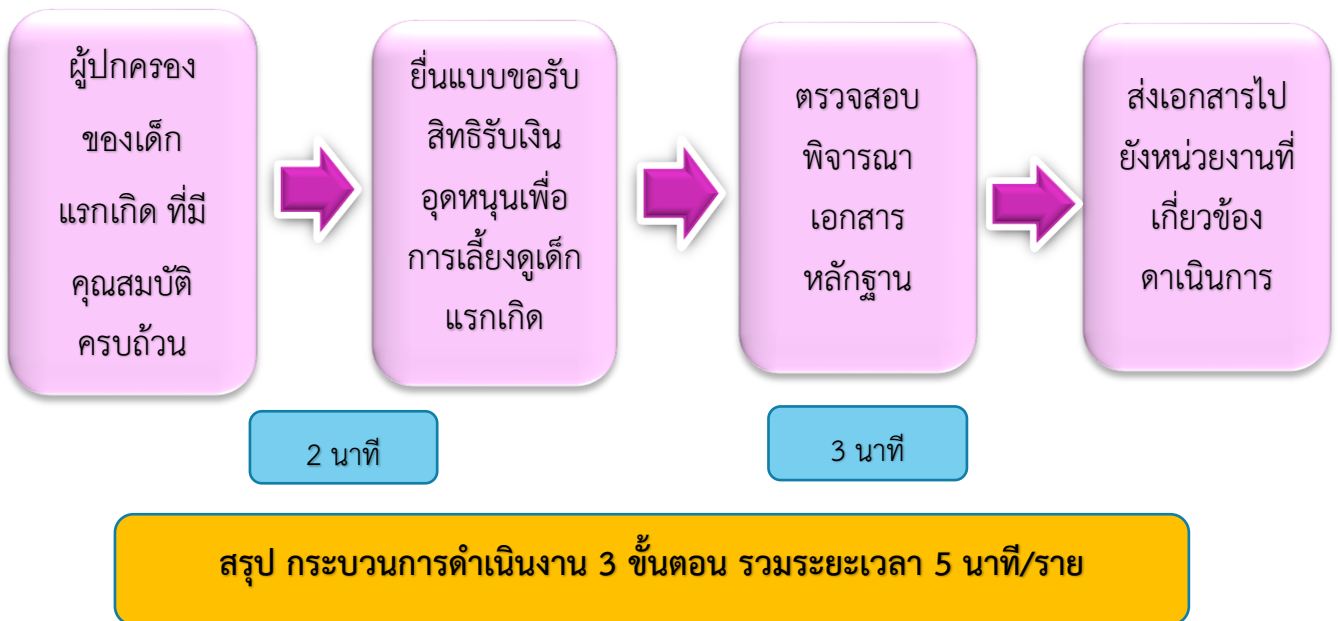 ผู้ปกครอง
ของเด็ก
แรกเกิด ที่มี
คุณสมบัติ
ครบถ้วน
ยื่นแบบขอรับ
สิทธิรับเงิน
อุดหนุนเพื่อ
การเลี้ยงดูเด็ก
แรกเกิด
ตรวจสอบ
พิจารณา
เอกสาร
หลักฐาน
ส่งเอกสารไป
ยังหน่วยงานที่
เกี่ยวข้อง
ดาเนินการ
2 นาที
3 นาที
สรุป กระบวนการดำเนินงาน 3 ขั้นตอน รวมระยะเวลา 5 นาที/ราย